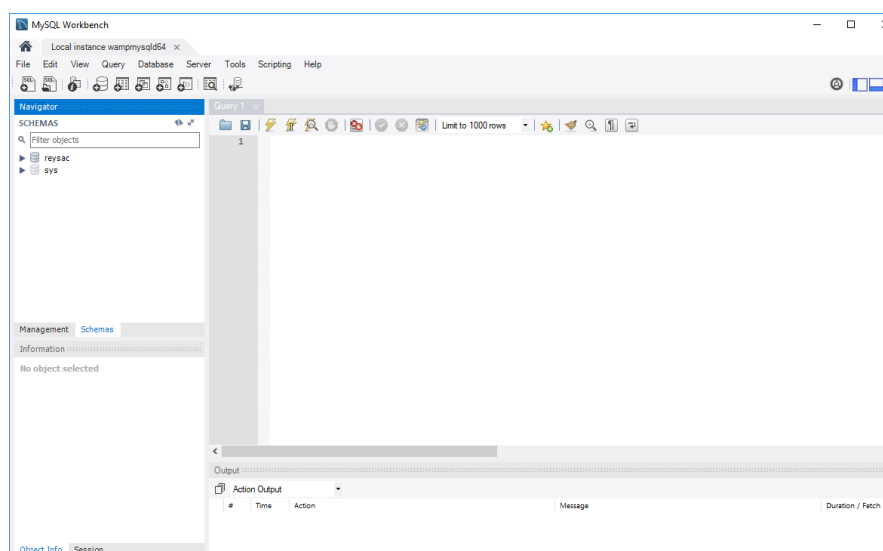 MySQL Workbench
Local instance wampmysqld64 ×
File Edit View Query Database Server Tools Scripting Help
Navigator
Query 1 ×
SCHEMAS
Filter objects
Limit to 1000 rows
1
reysac
sys
Management Schemas
Information
No object selected
Output
Action Output
# Time Action Message Duration / Fetch
Object Info Session